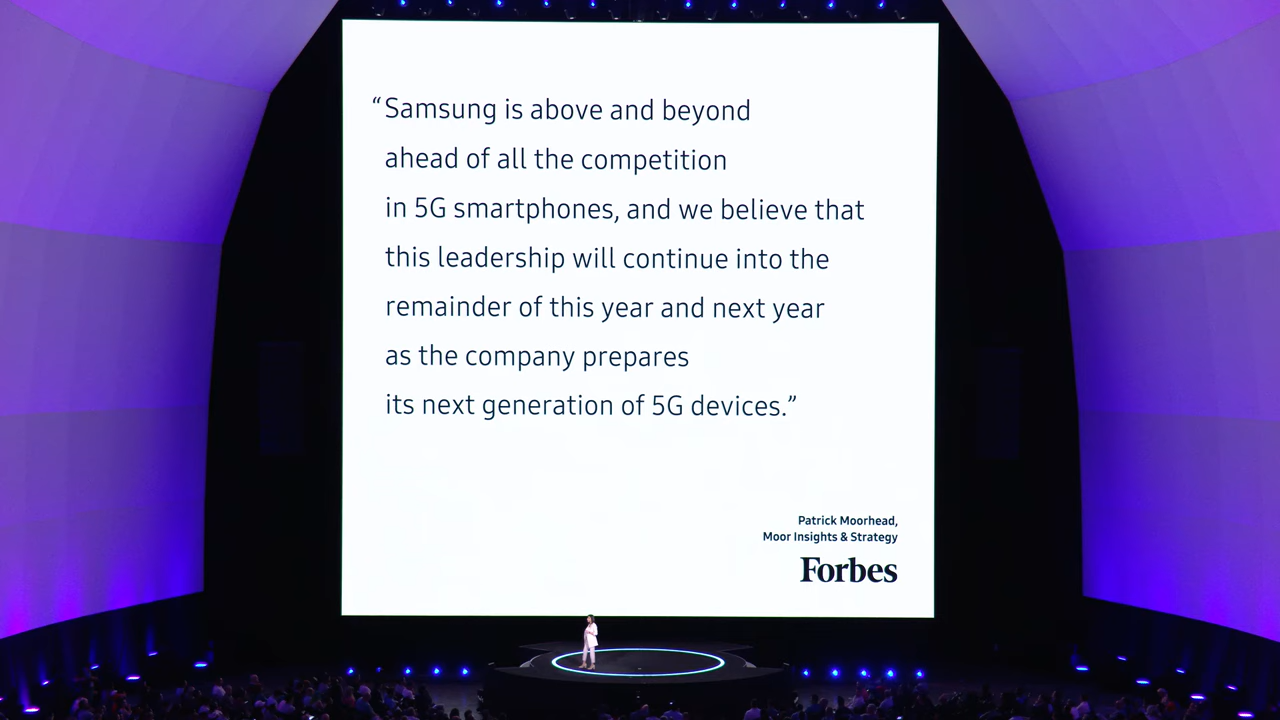 “Samsung is above and beyond
ahead of all the competition
in 5G smartphones, and we believe that
this leadership will continue into the
remainder of this year and next year
as the company prepares
its next generation of 5G devices.”
Patrick Moorhead,
Moor Insights & Strategy
Forbes